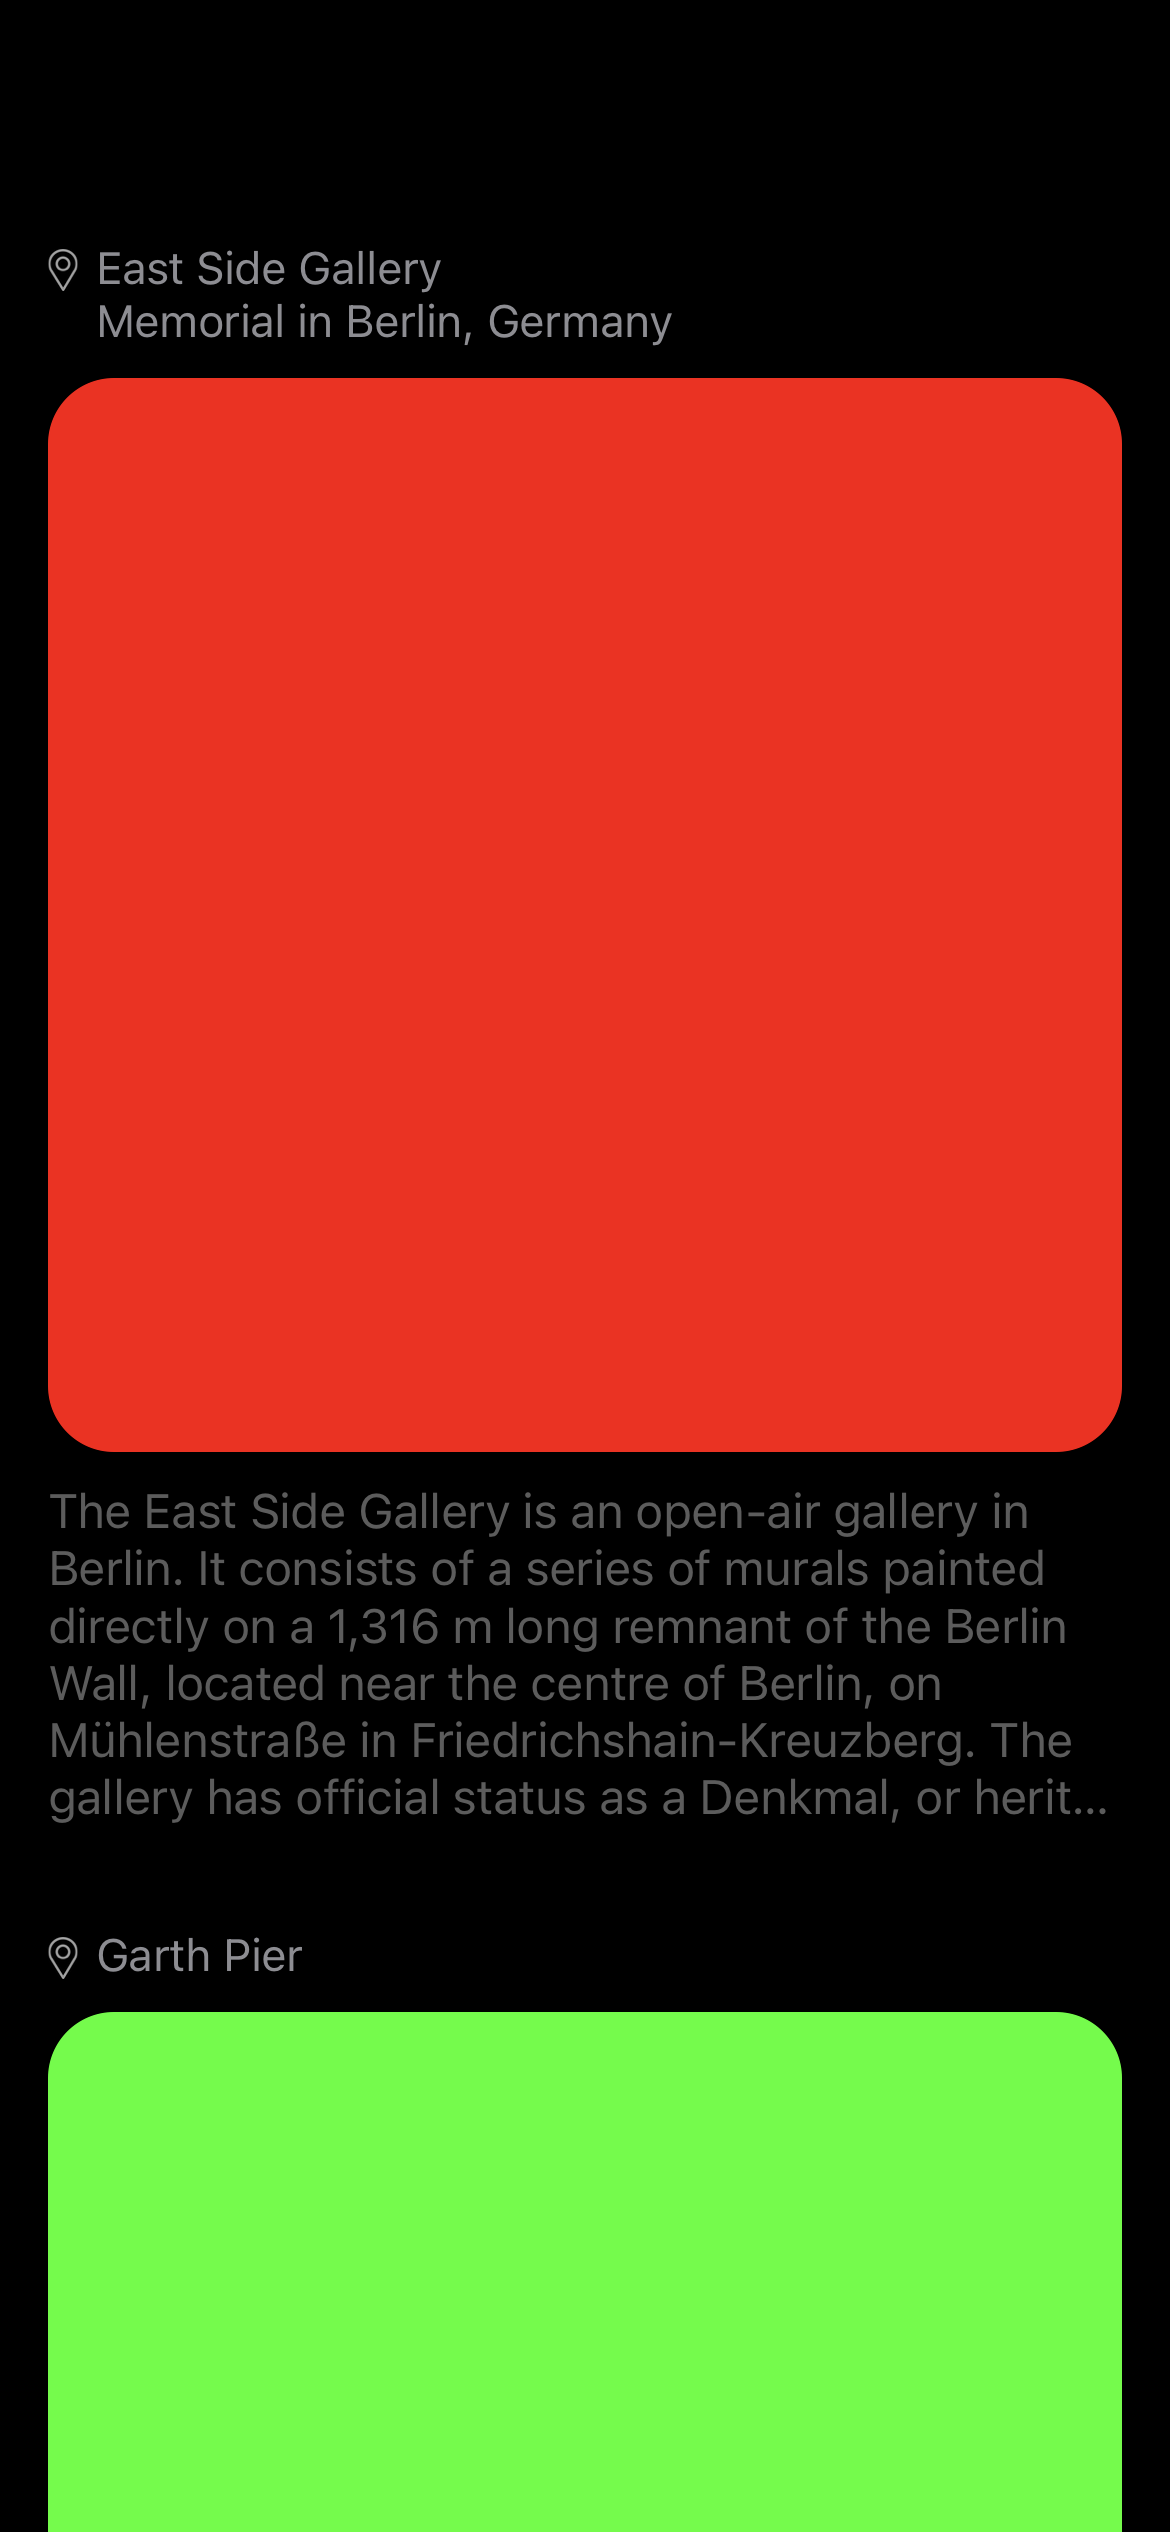 East Side Gallery
Memorial in Berlin, Germany
The East Side Gallery is an open-air gallery in
Berlin. It consists of a series of murals painted
directly on a 1,316 m long remnant of the Berlin
Wall, located near the centre of Berlin, on
Mühlenstraße in Friedrichshain-Kreuzberg. The
gallery has official status as a Denkmal, or herit...
Garth Pier